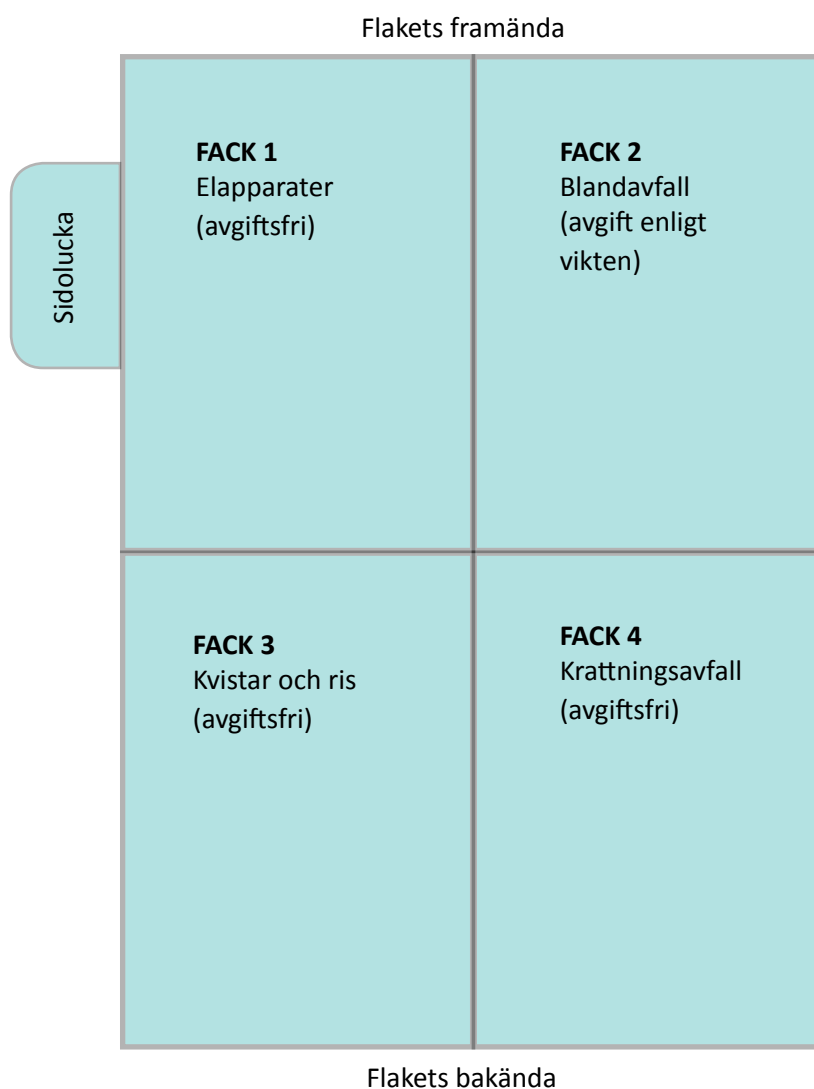 Flakets framända
FACK 1
Elapparater
(avgiftsfri)
FACK 2
Blandavfall
(avgift enligt
vikten)
Sidolucka
FACK 3
Kvistar och ris
(avgiftsfri)
FACK 4
Krattningsavfall
(avgiftsfri)
Flakets bakända